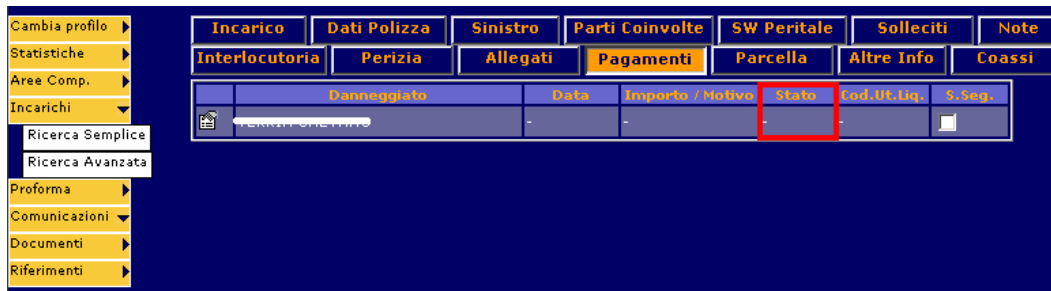 Cambia profilo
Statistiche
Aree Comp.
Incarichi
Ricerca Semplice
Ricerca Avanzata
Proforma
Comunicazioni
Documenti
Riferimenti
Incarico Dati Polizza Sinistro Parti Coinvolte SW Peritale Solleciti Note
Interlocutoria Perizia Allegati Pagamenti Parcella Altre Info Coassi
Danneggiato Data Importo / Motivo Stato Cod.Ut.Liq. S.Seg.
- - - -